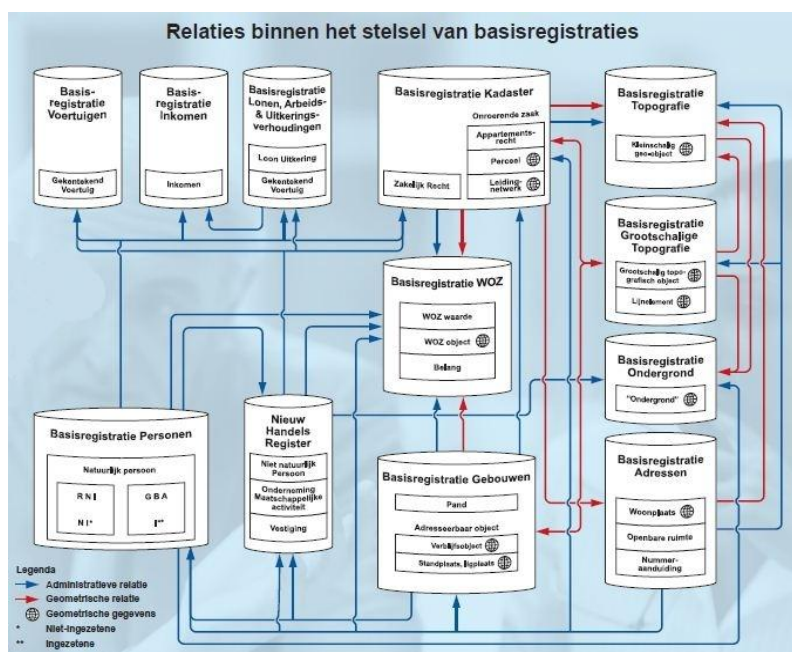 Relaties binnen het stelsel van basisregistraties
Basis-
registratie
Voertuigen
Gekentekend
Voertuig
Basis-
registratie
Inkomen
Inkomen
Basisregistratie
Lonen, Arbeids-
& Uitkerings-
verhoudingen
Loon Uitkering
Gekentekend
Voertuig
Basisregistratie Kadaster
Onroerende zaak
Appartements-
recht
Perceel
Leiding-
netwerk
Zakelijk Recht
Basisregistratie
Topografie
Kleinschalig
geo-object
Basisregistratie
Grootschalige
Topografie
Grootschalig topo-
grafisch object
Lijnelement
Basisregistratie WOZ
WOZ waarde
WOZ object
Belang
Basisregistratie
Ondergrond
"Ondergrond"
Basisregistratie Personen
Natuurlijk persoon
RNI
NI*
GBA
I**
Nieuw
Handels
Register
Niet natuurlijk
Persoon
Onderneming
Maatschappelijke
activiteit
Vestiging
Basisregistratie Gebouwen
Pand
Adresseerbaar object
Verblijfsobject
Standplaats, ligplaats
Basisregistratie
Adressen
Woonplaats
Openbare ruimte
Nummer-
aanduiding
Legenda
Administratieve relatie
Geometrische relatie
Geometrische gegevens
* Niet-ingezetene
** Ingezetene